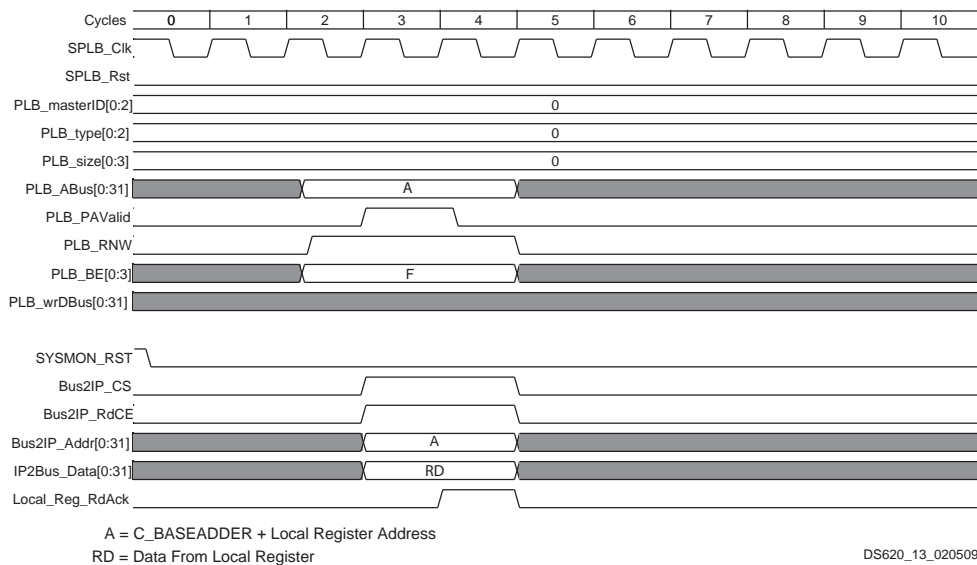 Cycles 0 1 2 3 4 5 6 7 8 9 10
SPLB_Clk
SPLB_Rst
PLB_masterID[0:2] 0
PLB_type[0:2] 0
PLB_size[0:3] 0
PLB_ABus[0:31] A
PLB_PAValid
PLB_RNW
PLB_BE[0:3] F
PLB_wrDBus[0:31]
SYSMON_RST
Bus2IP_CS
Bus2IP_RdCE
Bus2IP_Addr[0:31] A
IP2Bus_Data[0:31] RD
Local_Reg_RdAck
A = C_BASEADDER + Local Register Address
RD = Data From Local Register
DS620_13_020509